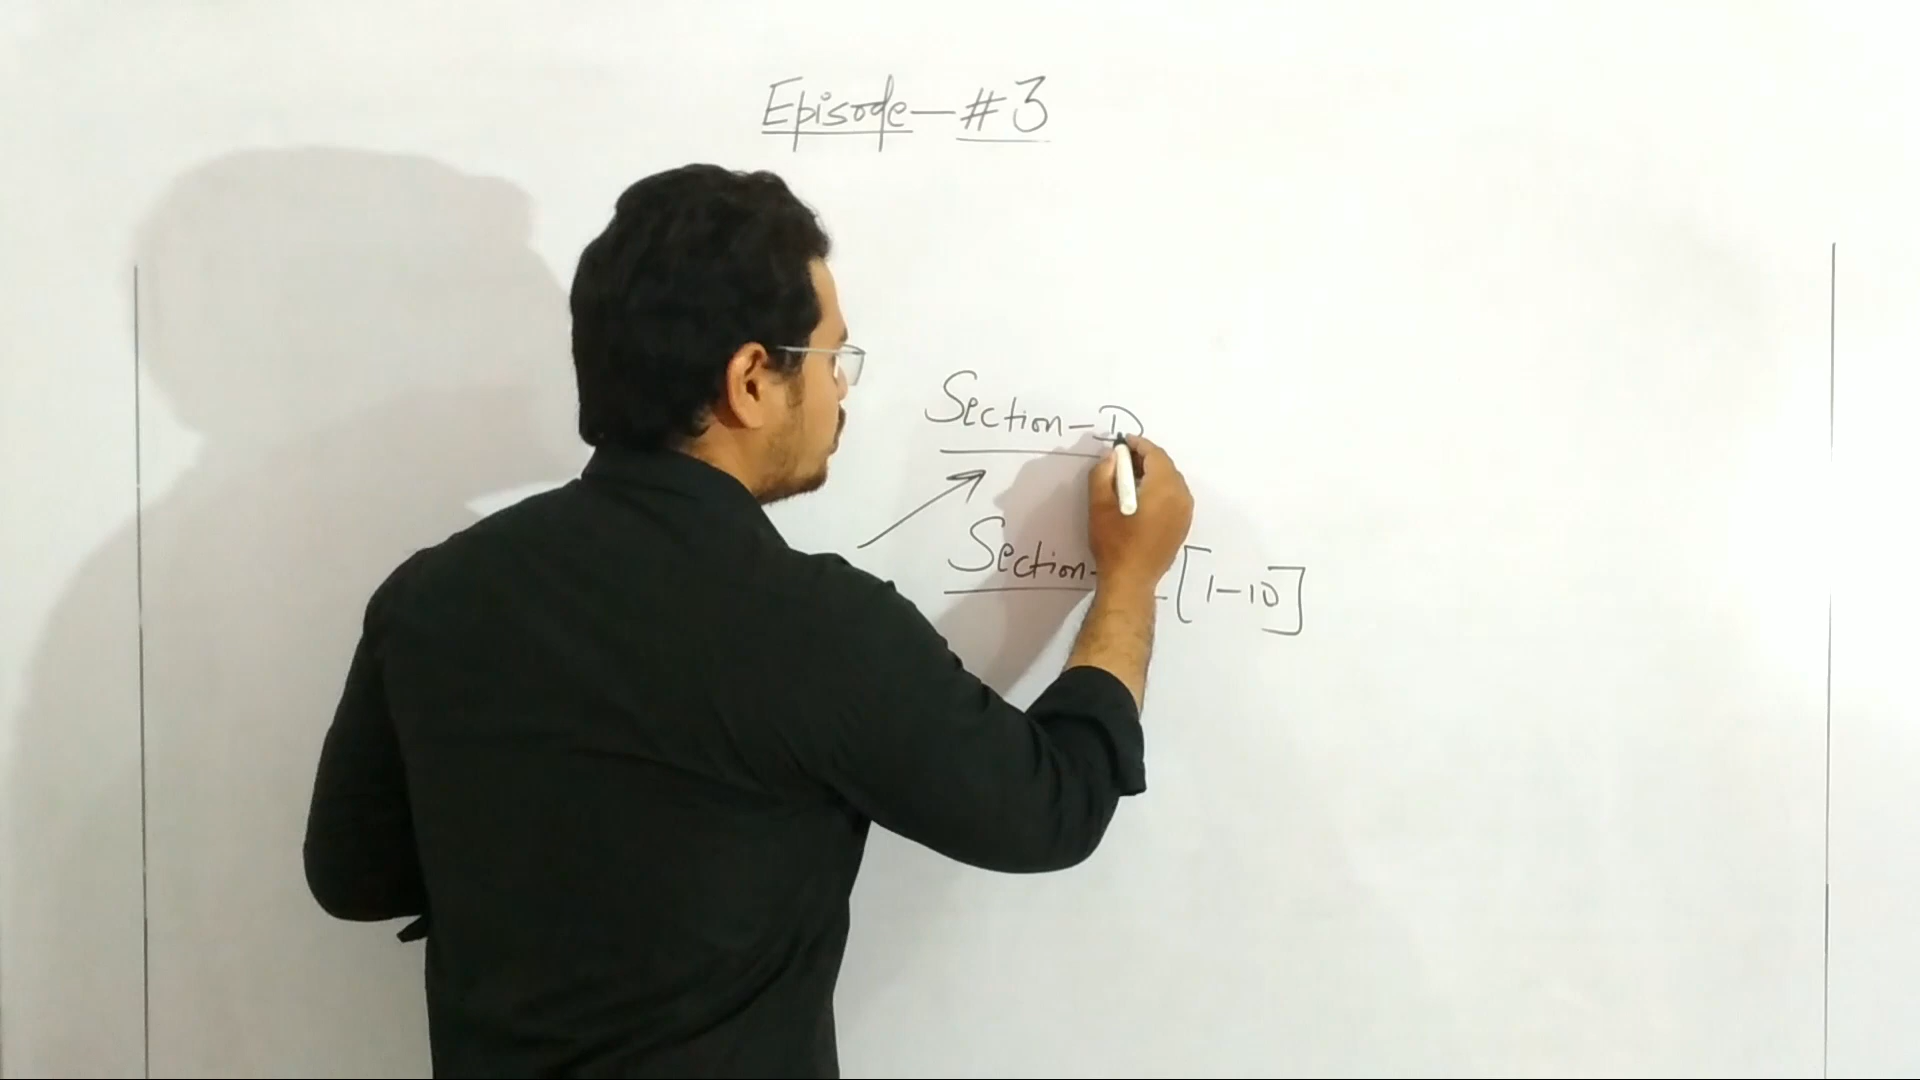 Episode - #3
Section - D
Section - [1-10]